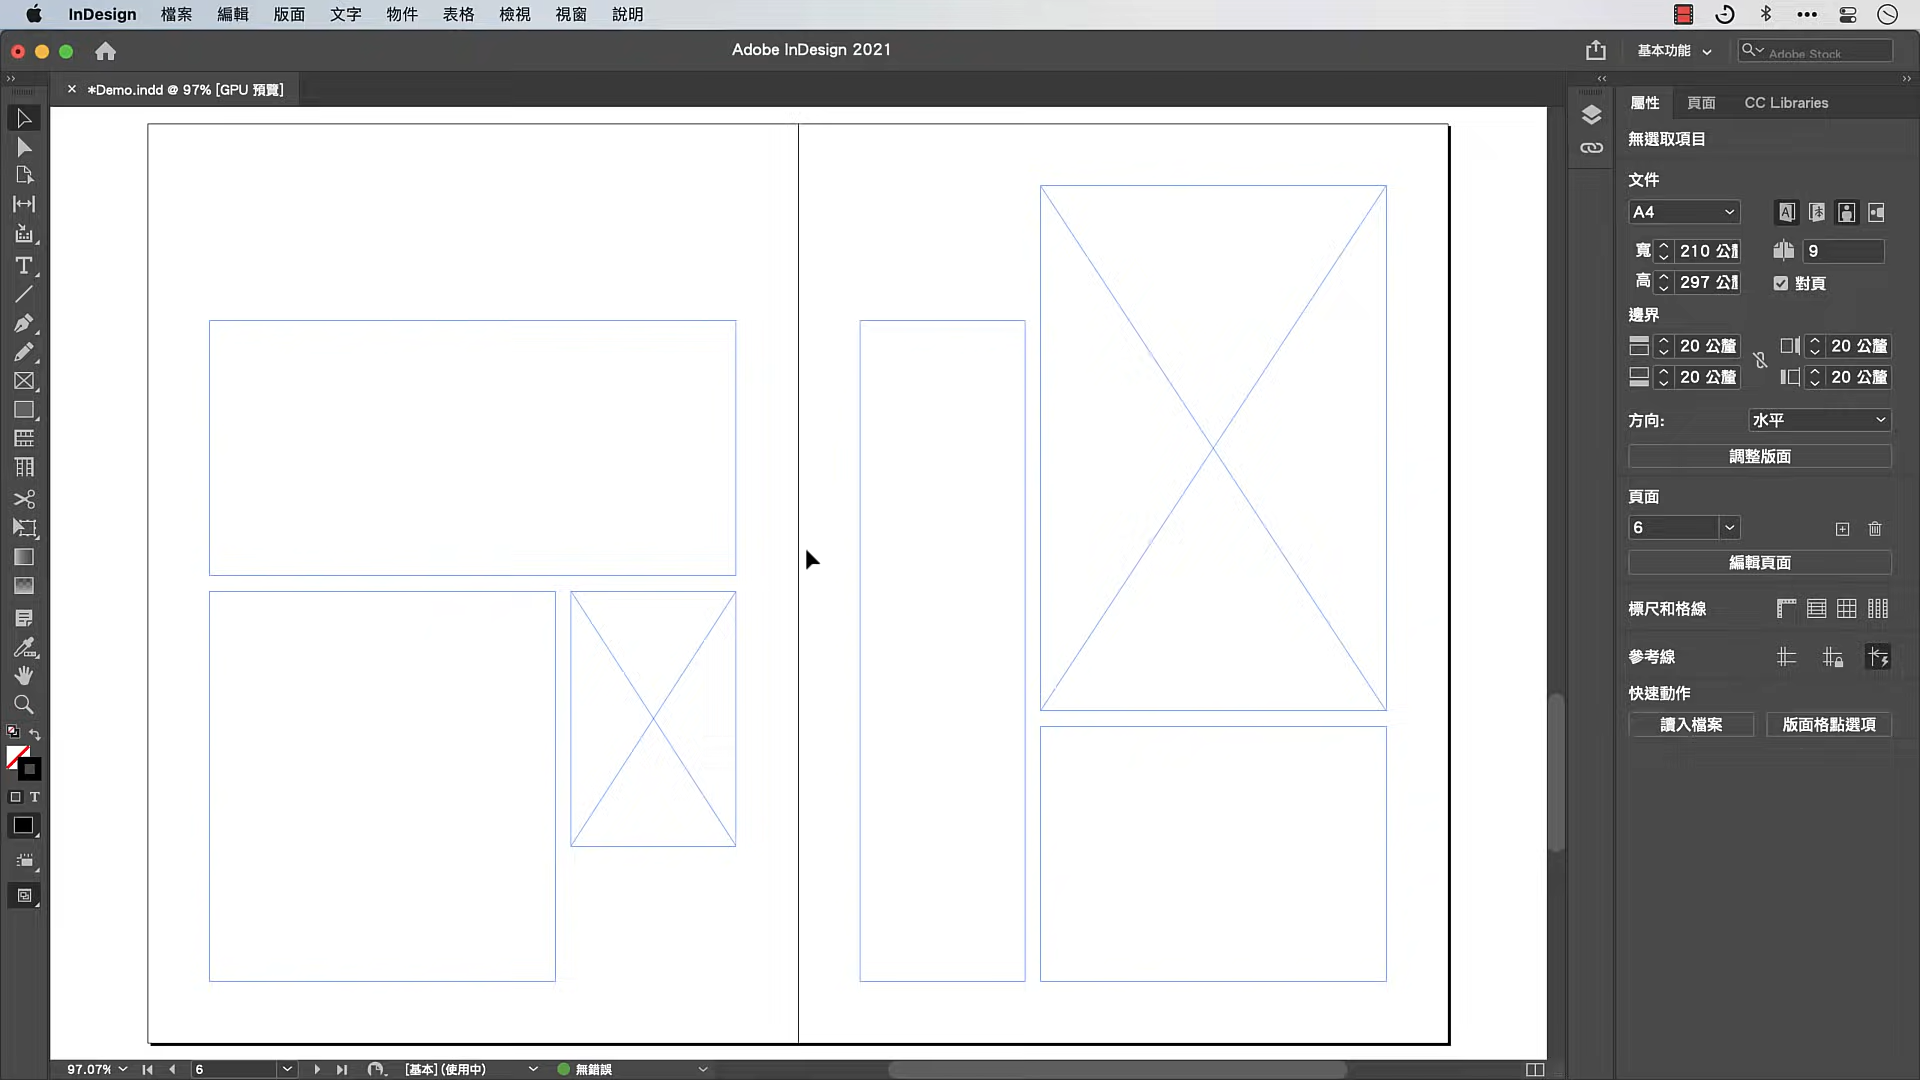 InDesign 檔案 編輯 版面 文字 物件 表格 檢視 視窗 說明
Adobe InDesign 2021
基本功能
Adobe Stock
*Demo.indd @ 97% [GPU 預覽]
屬性 頁面 CC Libraries
無選取項目
文件
A4
寬 210 公釐
9
高 297 公釐
對頁
邊界
20 公釐 20 公釐
20 公釐 20 公釐
方向: 水平
調整版面
頁面
6
編輯頁面
標尺和格線
參考線
快速動作
讀入檔案 版面格點選項
97.07% 6 [基本] (使用中) 無錯誤